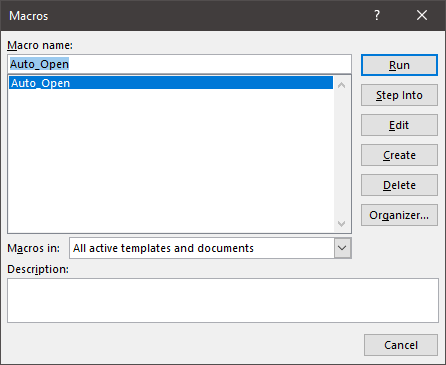 Macros
?
Macro name:
Auto_Open
Auto_Open
Run
Step Into
Edit
Create
Delete
Organizer...
Macros in: All active templates and documents
Description:
Cancel